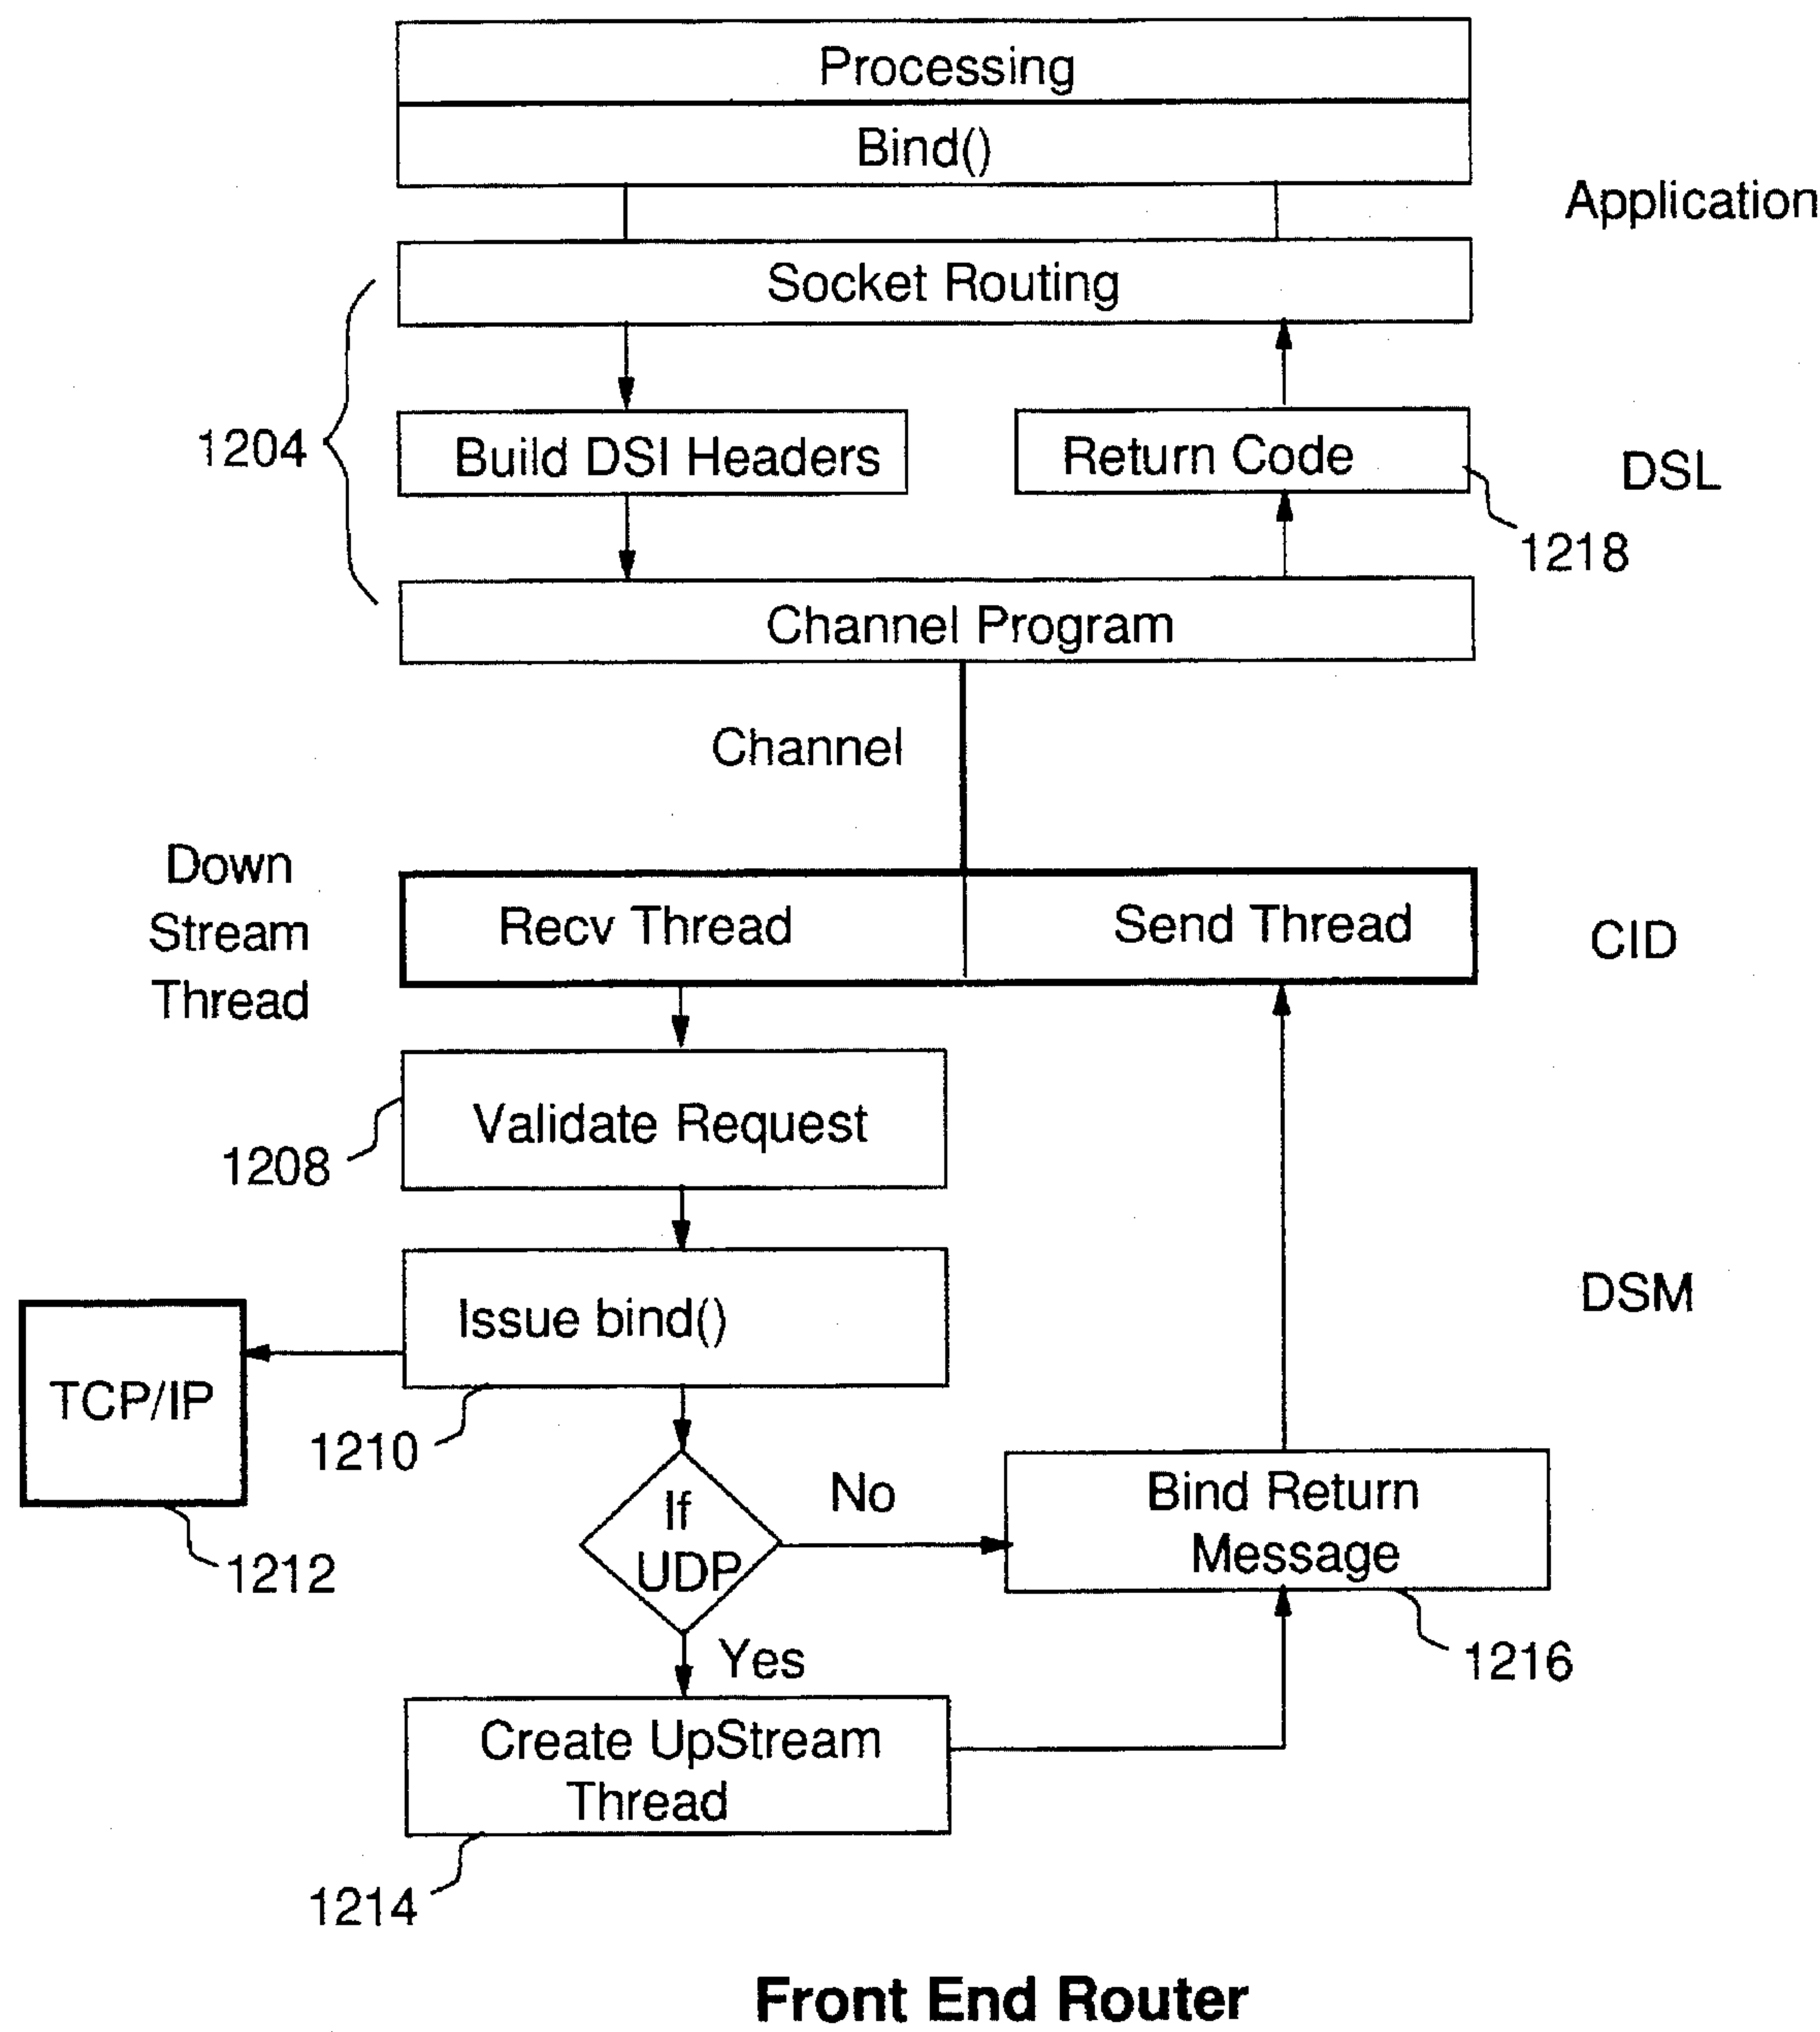 Processing
Bind()
Application
Socket Routing
1204
Build DSI Headers
Return Code
DSL
1218
Channel Program
Channel
Down
Stream
Thread
Recv Thread
Send Thread
CID
Validate Request
1208
Issue bind()
DSM
TCP/IP
1210
1212
If
UDP
No
Bind Return
Message
1216
Yes
Create UpStream
Thread
1214
Front End Router